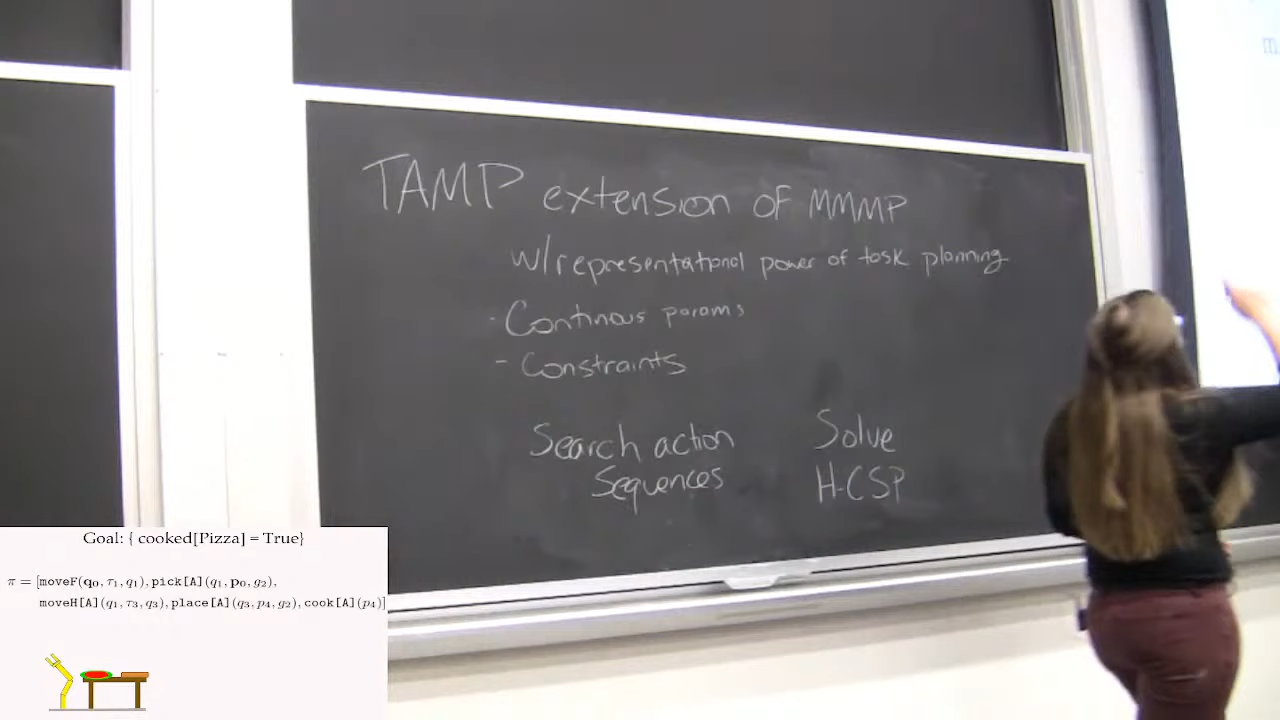 TAMP extension of MMMP
w/representational power of task planning
- Continous params
- Constraints
Search action Solve
Sequences H-CSP
Goal: { cooked[Pizza] = True}
π = [moveF(q₀, τ₁, q₁), pick[A](q₁, p₀, g₂),
moveH[A](q₁, τ₃, q₃), place[A](q₃, p₄, g₂), cook[A](p₄)]